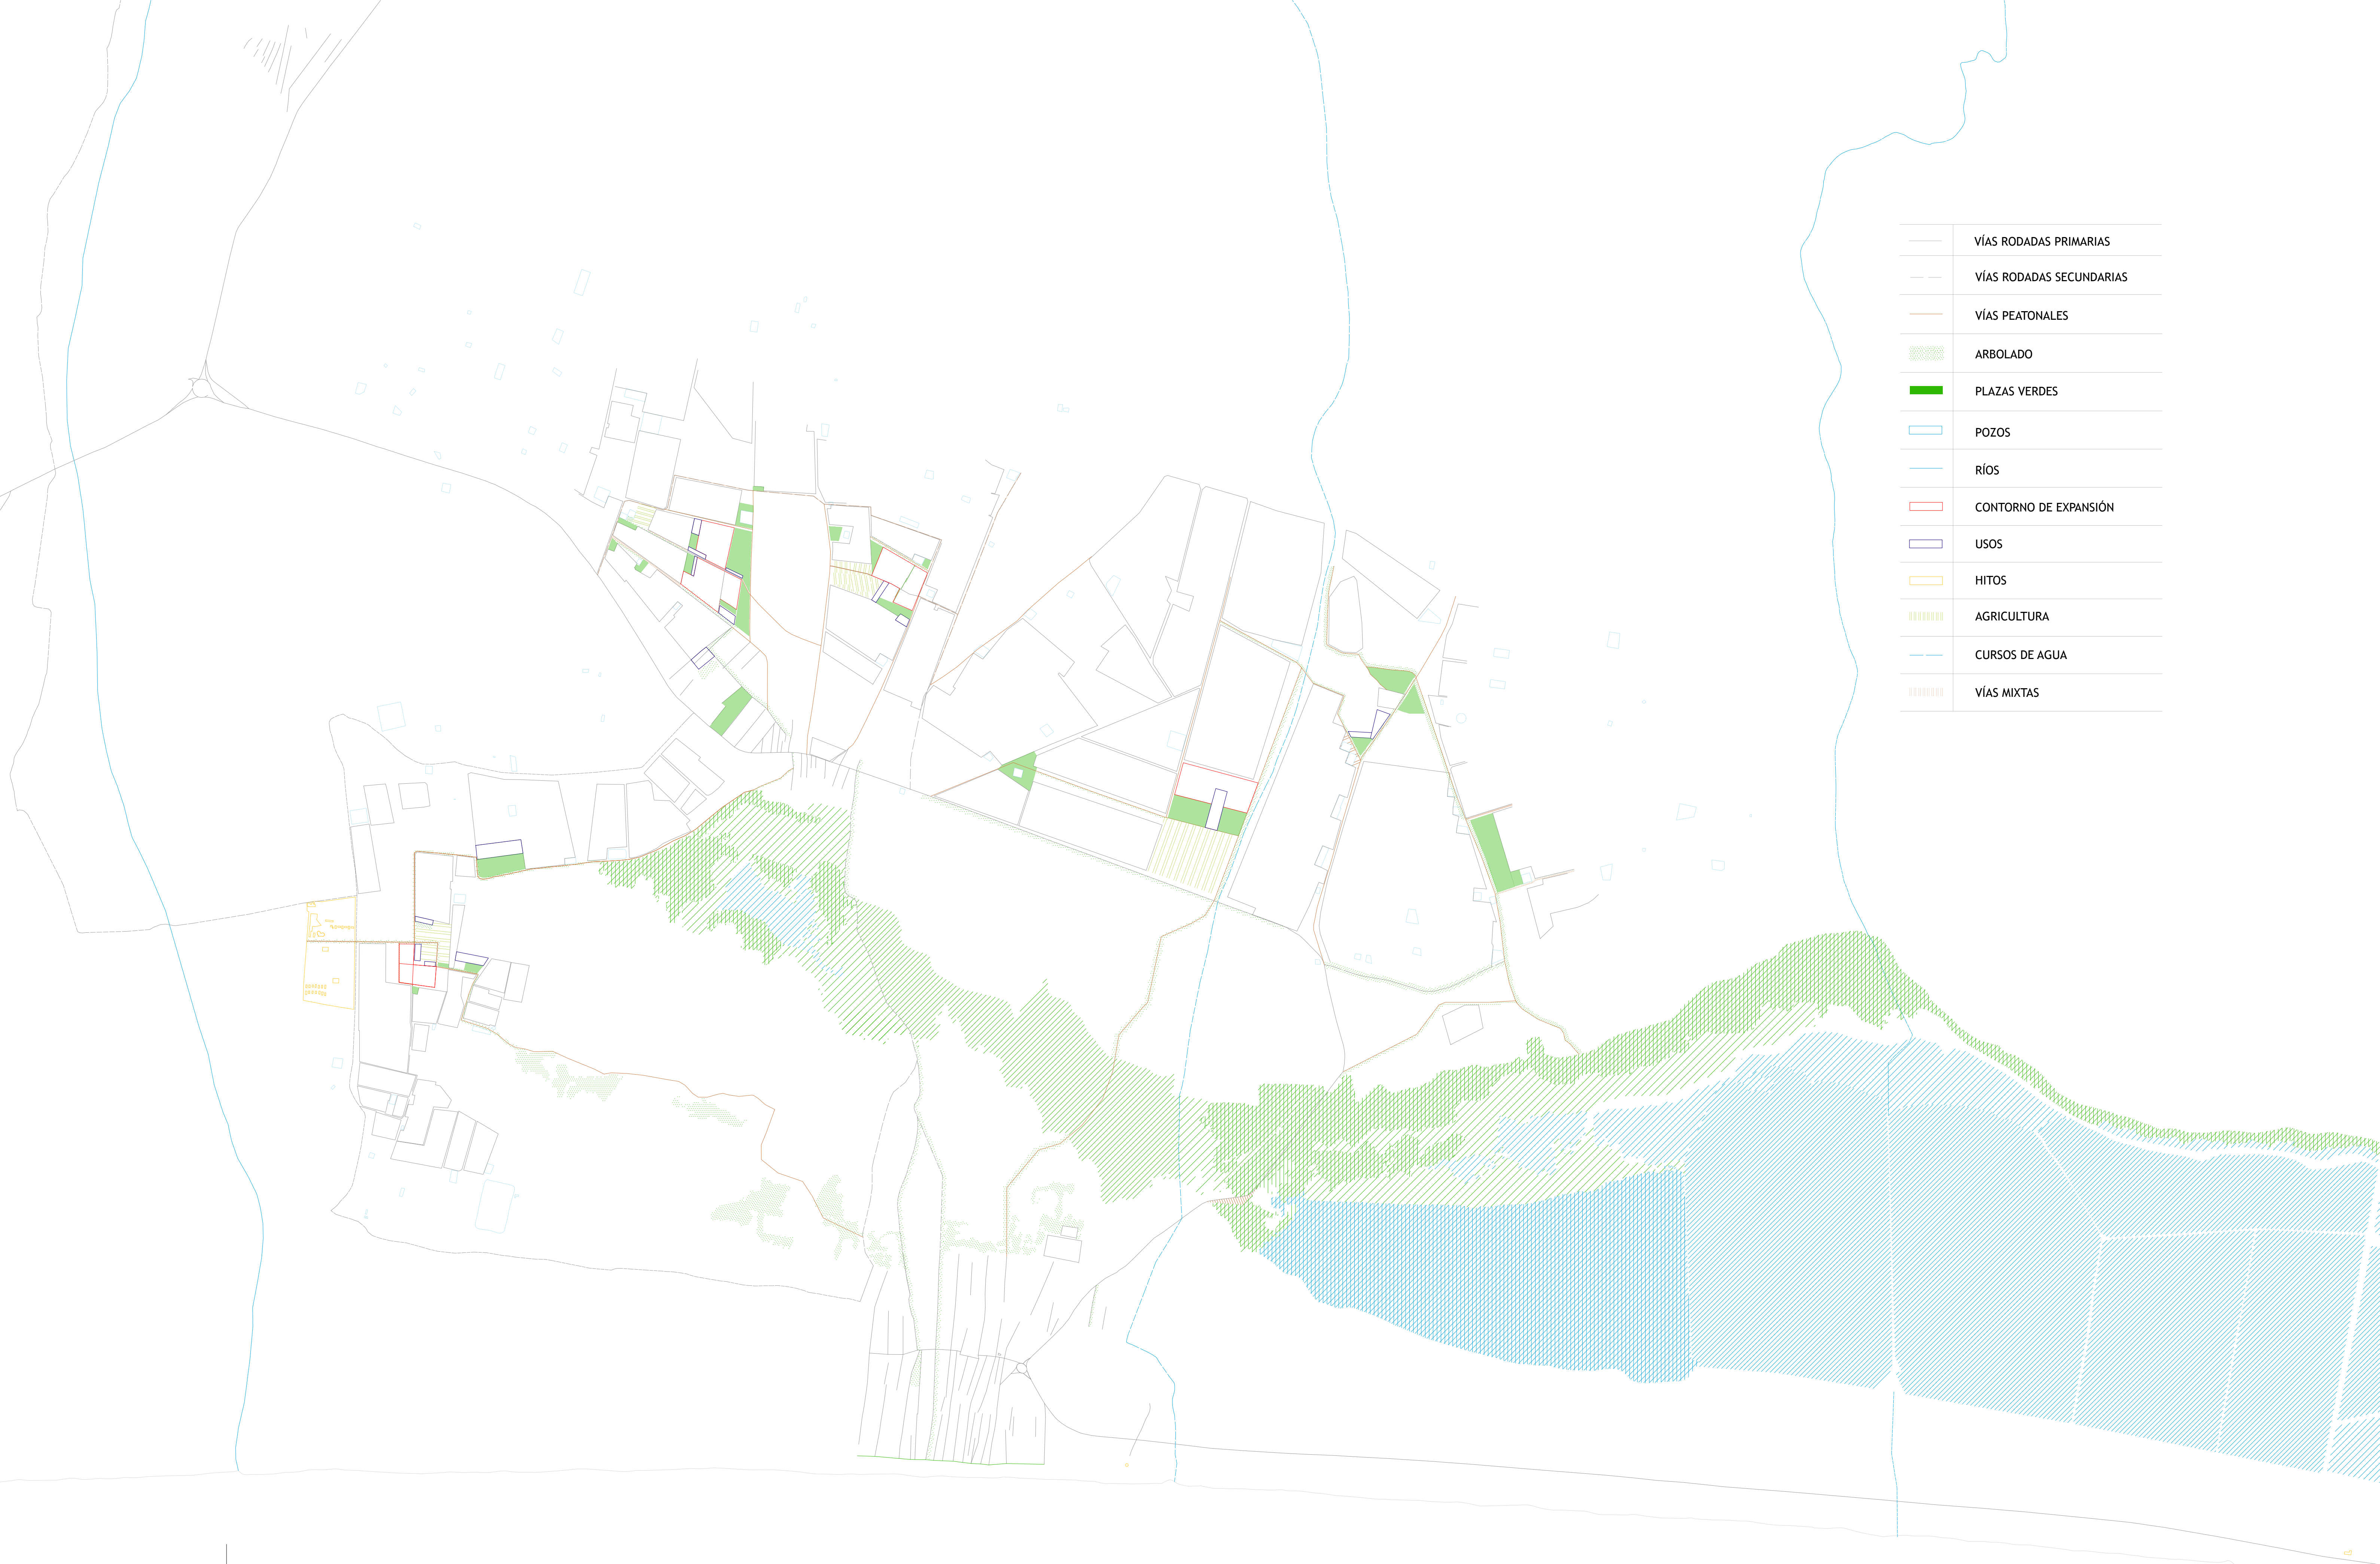 VÍAS RODADAS PRIMARIAS
VÍAS RODADAS SECUNDARIAS
VÍAS PEATONALES
ARBOLADO
PLAZAS VERDES
POZOS
RÍOS
CONTORNO DE EXPANSIÓN
USOS
HITOS
AGRICULTURA
CURSOS DE AGUA
VÍAS MIXTAS